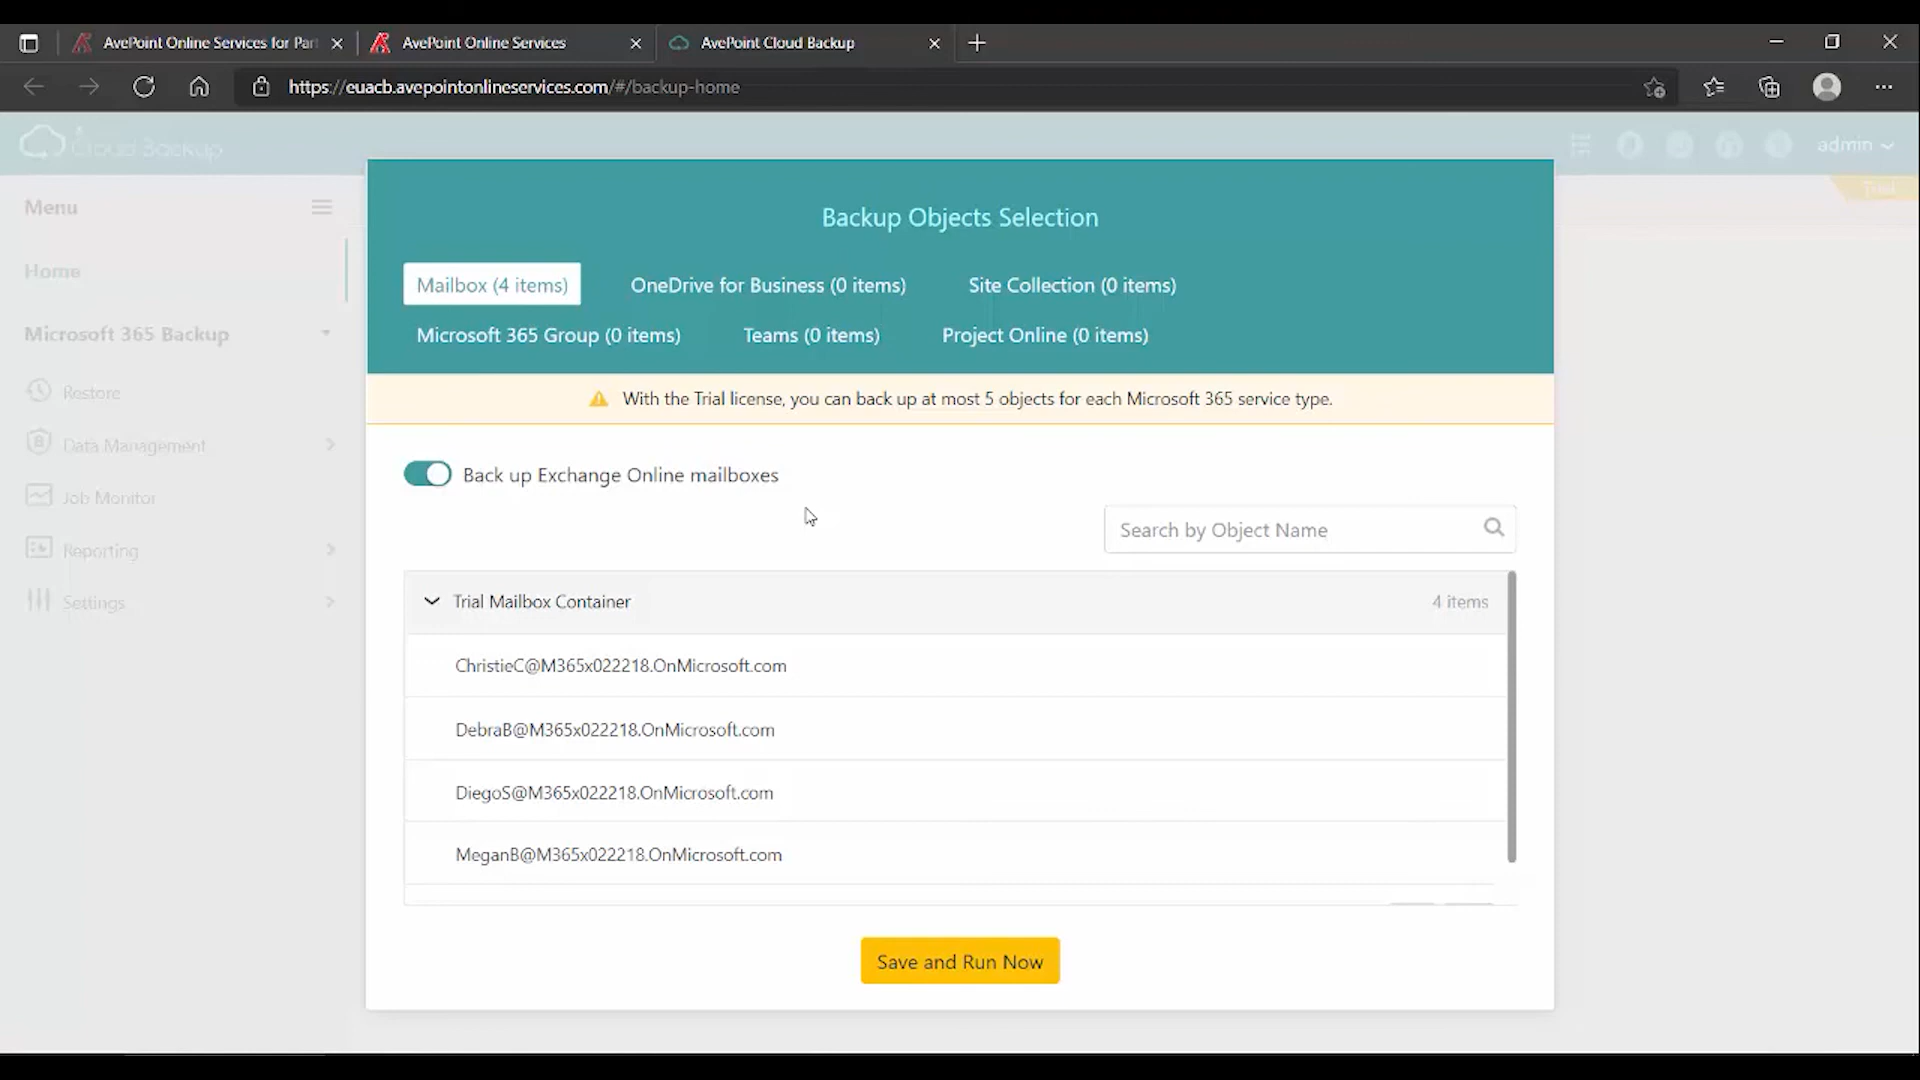 AvePoint Online Services for Part
AvePoint Online Services
AvePoint Cloud Backup
https://euacb.avepointonlineservices.com/#/backup-home
Cloud Backup
admin
Trial
Menu
Home
Microsoft 365 Backup
Restore
Data Management
Job Monitor
Reporting
Settings
Backup Objects Selection
Mailbox (4 items) OneDrive for Business (0 items) Site Collection (0 items)
Microsoft 365 Group (0 items) Teams (0 items) Project Online (0 items)
With the Trial license, you can back up at most 5 objects for each Microsoft 365 service type.
Back up Exchange Online mailboxes
Search by Object Name
Trial Mailbox Container 4 items
ChristieC@M365x022218.OnMicrosoft.com
DebraB@M365x022218.OnMicrosoft.com
DiegoS@M365x022218.OnMicrosoft.com
MeganB@M365x022218.OnMicrosoft.com
Save and Run Now